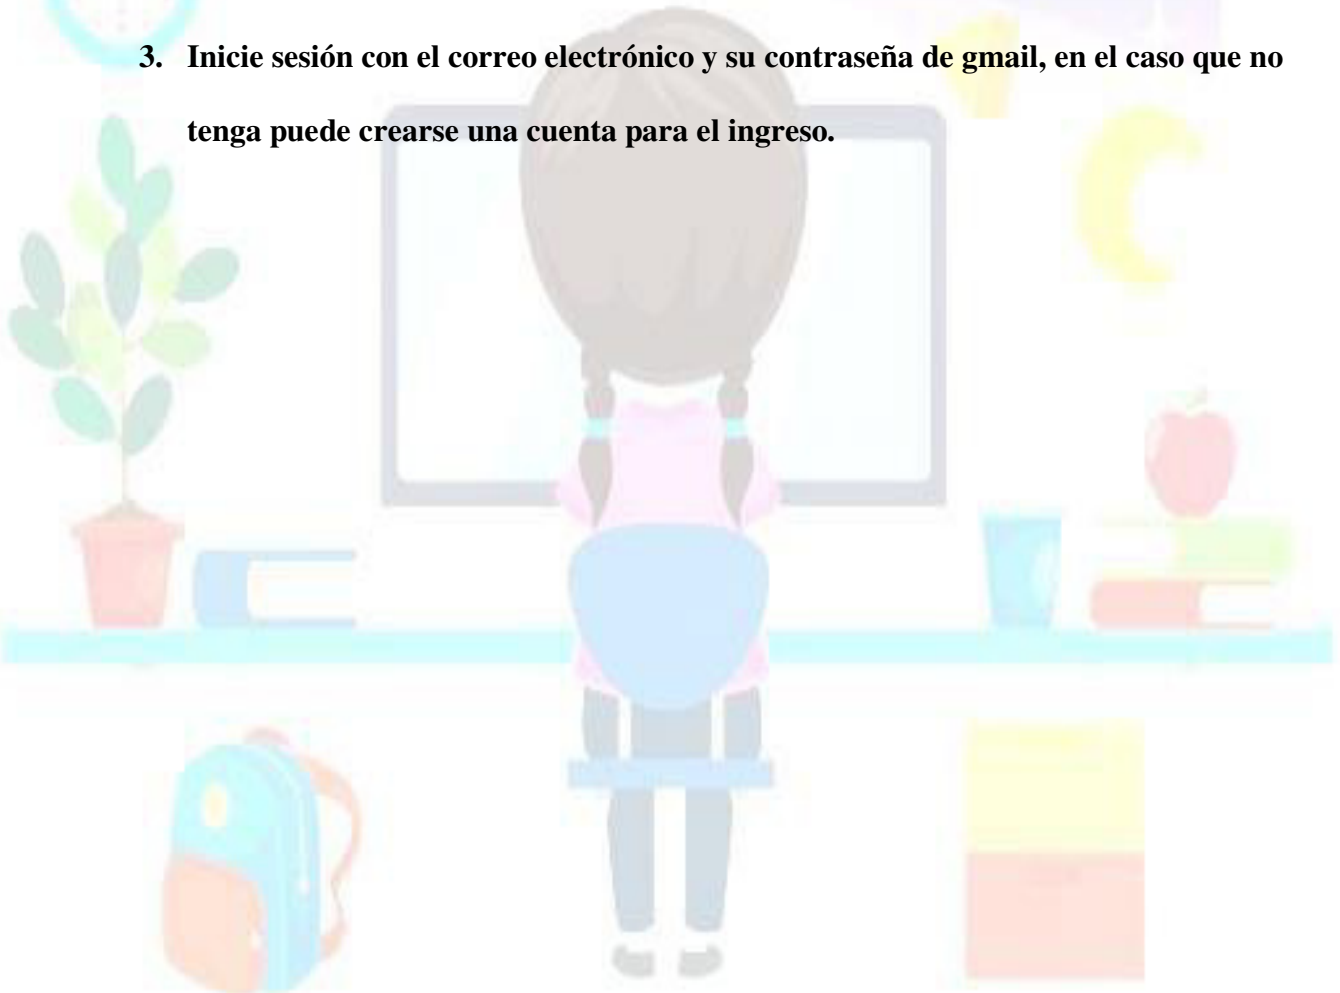 3. Inicie sesión con el correo electrónico y su contraseña de gmail, en el caso que no
tenga puede crearse una cuenta para el ingreso.